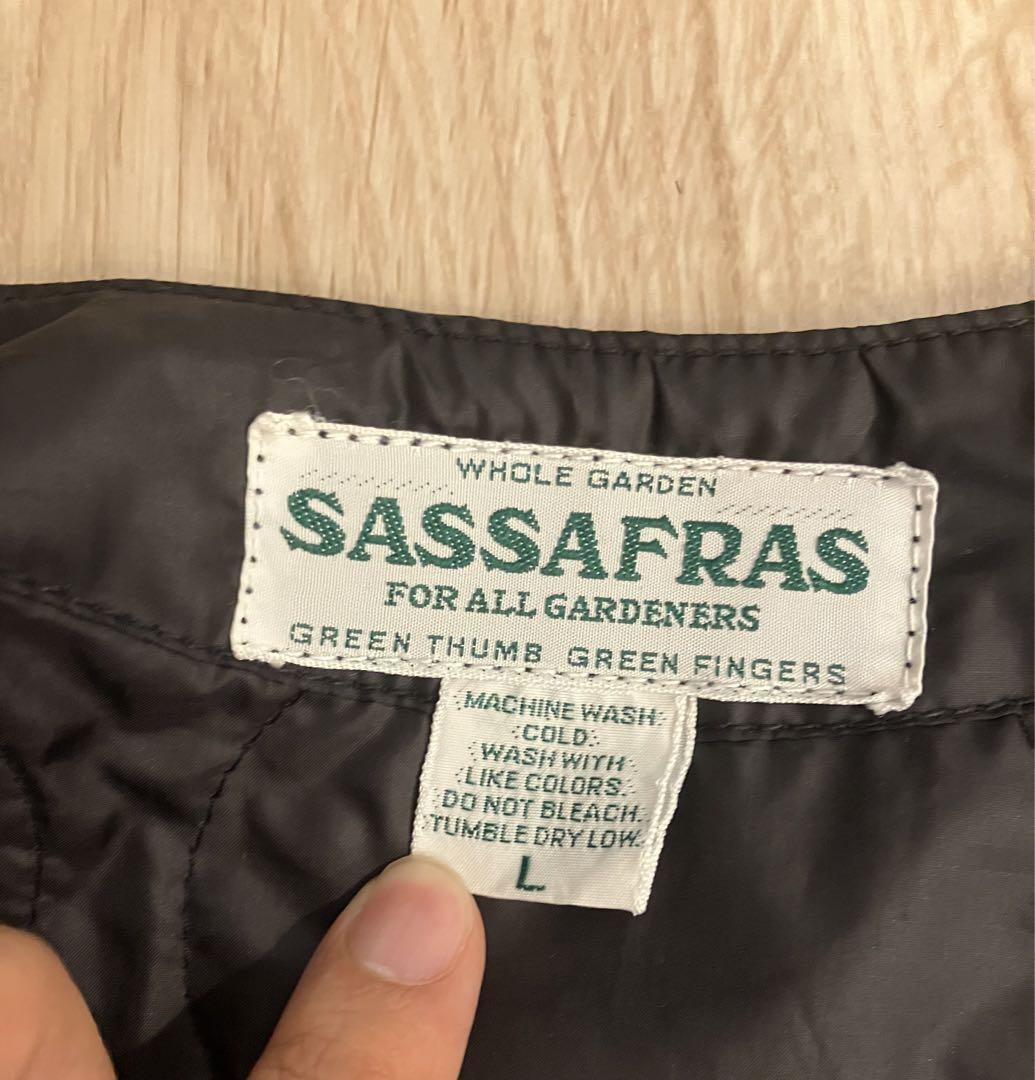 WHOLE GARDEN
SASSAFRAS
FOR ALL GARDENERS
GREEN THUMB GREEN FINGERS
MACHINE WASH
COLD.
WASH WITH
LIKE COLORS.
DO NOT BLEACH.
TUMBLE DRY LOW.
L